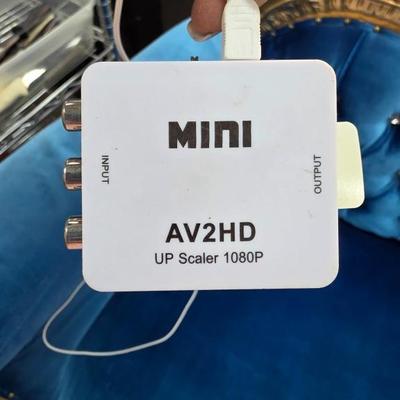 MINI
INPUT
OUTPUT
AV2HD
UP Scaler 1080P